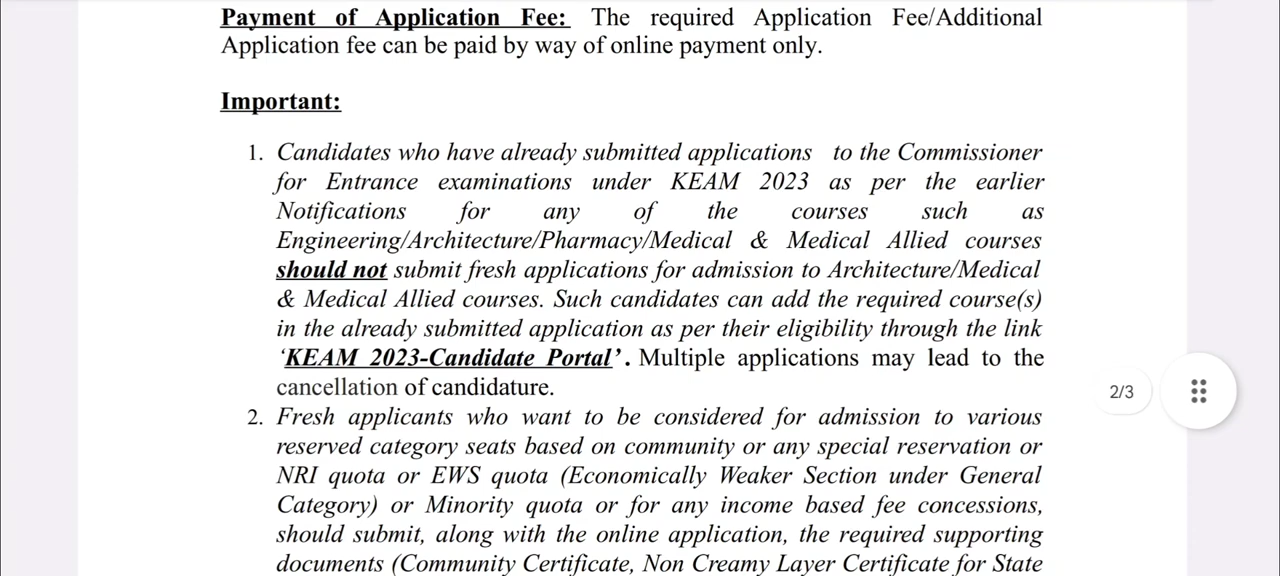 Payment of Application Fee: The required Application Fee/Additional
Application fee can be paid by way of online payment only.
Important:
1. Candidates who have already submitted applications to the Commissioner
for Entrance examinations under KEAM 2023 as per the earlier
Notifications for any of the courses such as
Engineering/Architecture/Pharmacy/Medical & Medical Allied courses
should not submit fresh applications for admission to Architecture/Medical
& Medical Allied courses. Such candidates can add the required course(s)
in the already submitted application as per their eligibility through the link
‘KEAM 2023-Candidate Portal’. Multiple applications may lead to the
cancellation of candidature.
2/3
2. Fresh applicants who want to be considered for admission to various
reserved category seats based on community or any special reservation or
NRI quota or EWS quota (Economically Weaker Section under General
Category) or Minority quota or for any income based fee concessions,
should submit, along with the online application, the required supporting
documents (Community Certificate, Non Creamy Layer Certificate for State